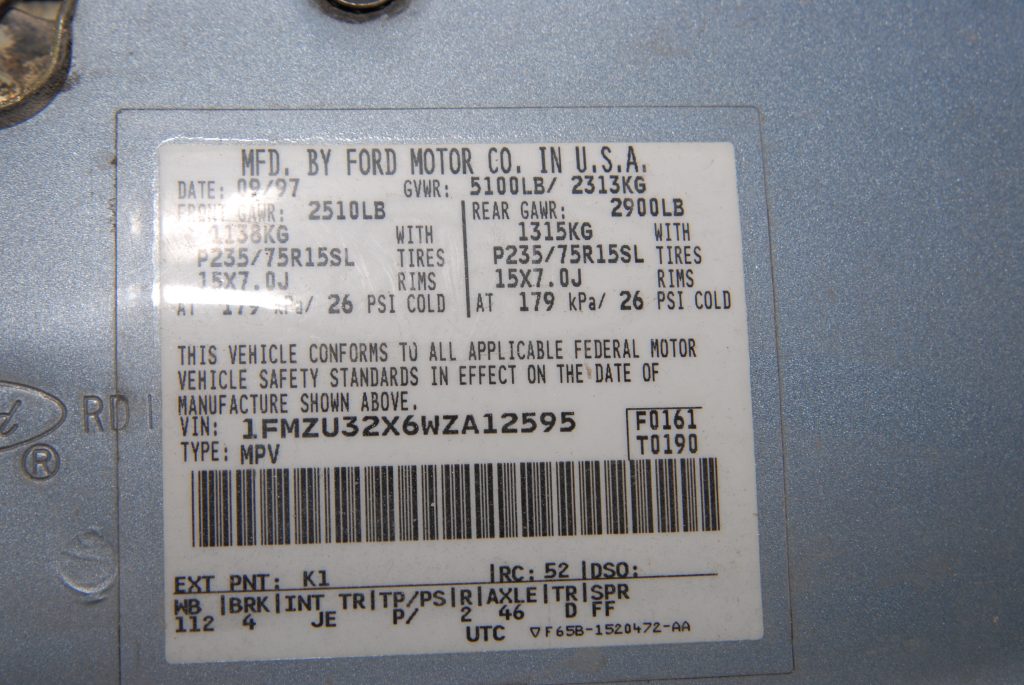 MFD. BY FORD MOTOR CO. IN U.S.A.
DATE: 09/97 GVWR: 5100LB/ 2313KG
FRONT GAWR: 2510LB REAR GAWR: 2900LB
1138KG WITH 1315KG WITH
P235/75R15SL TIRES P235/75R15SL TIRES
15X7.0J RIMS 15X7.0J RIMS
AT 179 kPa/ 26 PSI COLD AT 179 kPa/ 26 PSI COLD
THIS VEHICLE CONFORMS TO ALL APPLICABLE FEDERAL MOTOR
VEHICLE SAFETY STANDARDS IN EFFECT ON THE DATE OF
MANUFACTURE SHOWN ABOVE.
VIN: 1FMZU32X6WZA12595 F0161
TYPE: MPV T0190
EXT PNT: K1 |RC: 52 |DSO:
WB |BRK|INT TR|TP/PS|R|AXLE|TR|SPR
112 4 JE P/ 2 46 D FF
UTC ▽F65B-1520472-AA
RD
®